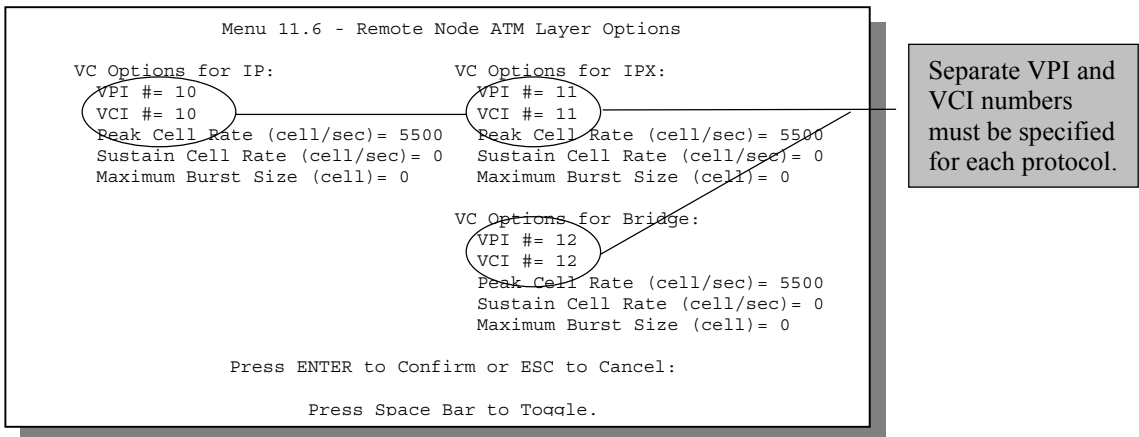 Menu 11.6 - Remote Node ATM Layer Options
VC Options for IP:
VPI #= 10
VCI #= 10
Peak Cell Rate (cell/sec)= 5500
Sustain Cell Rate (cell/sec)= 0
Maximum Burst Size (cell)= 0
VC Options for IPX:
VPI #= 11
VCI #= 11
Peak Cell Rate (cell/sec)= 5500
Sustain Cell Rate (cell/sec)= 0
Maximum Burst Size (cell)= 0
VC Options for Bridge:
VPI #= 12
VCI #= 12
Peak Cell Rate (cell/sec)= 5500
Sustain Cell Rate (cell/sec)= 0
Maximum Burst Size (cell)= 0
Press ENTER to Confirm or ESC to Cancel:
Press Space Bar to Toggle.
Separate VPI and
VCI numbers
must be specified
for each protocol.